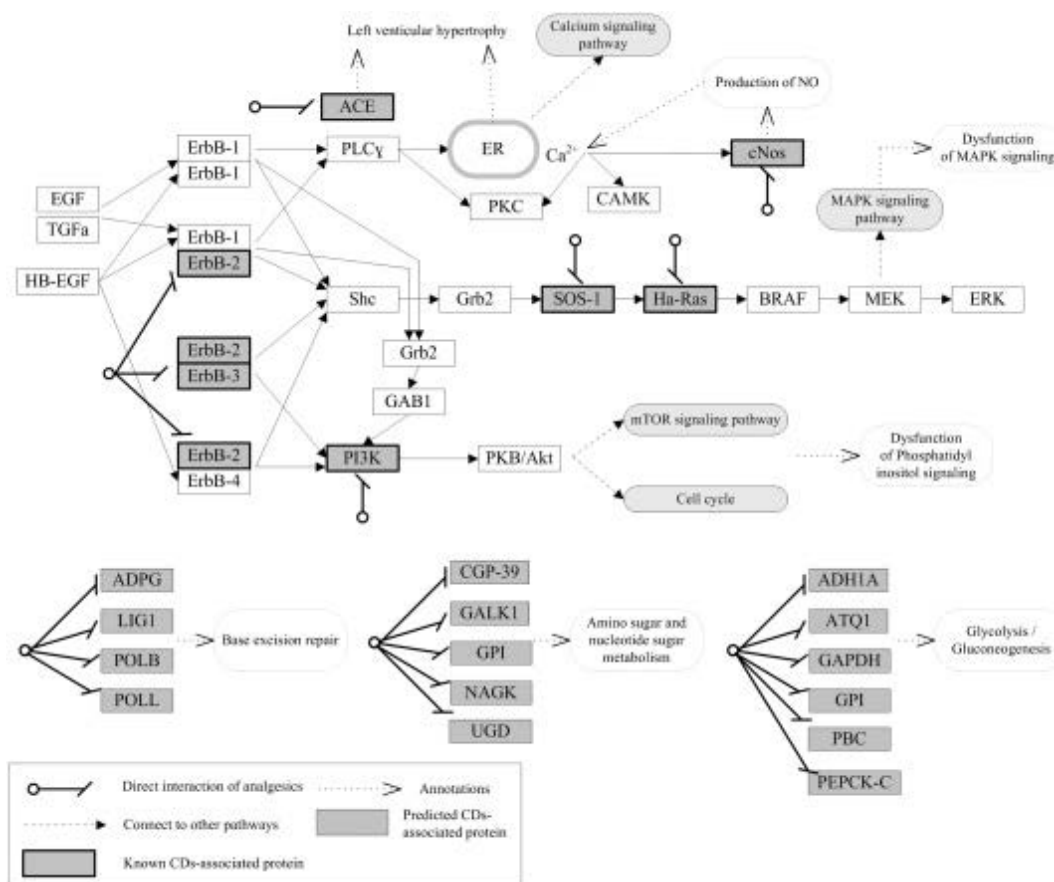 Left venticular hypertrophy
Calcium signaling
pathway
Production of NO
ACE
Dysfunction
of MAPK signaling
ErbB-1
ErbB-1
PLCɣ
ER
Ca2+
cNos
EGF
TGFa
PKC
CAMK
MAPK signaling
pathway
ErbB-1
ErbB-2
HB-EGF
Shc
Grb2
SOS-1
Ha-Ras
BRAF
MEK
ERK
ErbB-2
ErbB-3
Grb2
GAB1
mTOR signaling pathway
ErbB-2
ErbB-4
PI3K
PKB/Akt
Dysfunction
of Phosphatidyl
inositol signaling
Cell cycle
ADPG
LIG1
POLB
POLL
Base excision repair
CGP-39
GALK1
GPI
NAGK
UGD
Amino sugar and
nucleotide sugar
metabolism
ADH1A
ATQ1
GAPDH
GPI
PBC
PEPCK-C
Glycolysis /
Gluconeogenesis
Direct interaction of analgesics
Annotations
Connect to other pathways
Predicted CDs-
associated protein
Known CDs-associated protein